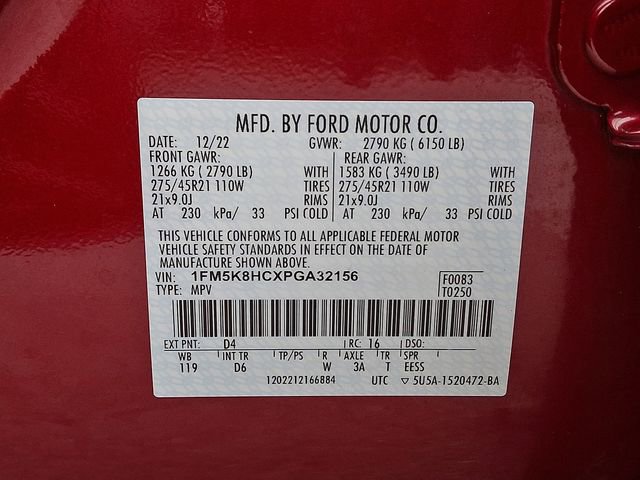 MFD. BY FORD MOTOR CO.
DATE: 12/22 GVWR: 2790 KG ( 6150 LB)
FRONT GAWR: REAR GAWR:
1266 KG ( 2790 LB) WITH 1583 KG ( 3490 LB) WITH
275/45R21 110W TIRES 275/45R21 110W TIRES
21x9.0J RIMS 21x9.0J RIMS
AT 230 kPa/ 33 PSI COLD AT 230 kPa/ 33 PSI COLD
THIS VEHICLE CONFORMS TO ALL APPLICABLE FEDERAL MOTOR
VEHICLE SAFETY STANDARDS IN EFFECT ON THE DATE OF
MANUFACTURE SHOWN ABOVE.
VIN: 1FM5K8HCXPGA32156 F0083
TYPE: MPV T0250
EXT PNT: D4 RC: 16 DSO:
WB INT TR TP/PS R AXLE TR SPR
119 D6 W 3A T EESS
1202212166884 UTC ▽ 5U5A-1520472-BA